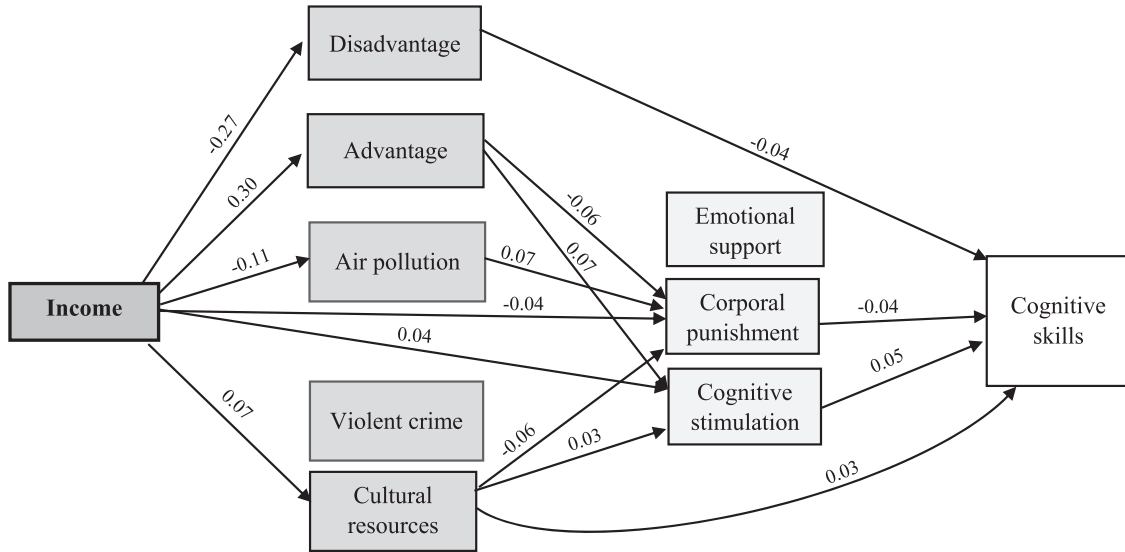 Disadvantage
-0.27
-0.04
Advantage
0.30
-0.06
0.07
Emotional
support
Air pollution
-0.11
0.07
Income
-0.04
Corporal
punishment
-0.04
Cognitive
skills
0.04
0.05
Cognitive
stimulation
0.07
Violent crime
-0.06
0.03
Cultural
resources
0.03